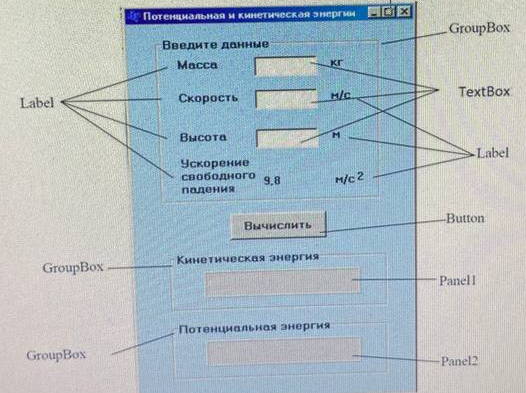 Потенциальная и кинетическая энергии
GroupBox
Введите данные
Масса кг
Label
Скорость м/с
TextBox
Высота м
Label
Ускорение
свободного
падения 9,8 м/с 2
Вычислить
Button
Кинетическая энергия
GroupBox
Panel1
Потенциальная энергия
GroupBox
Panel2